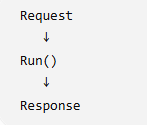 Request
↓
Run()
↓
Response